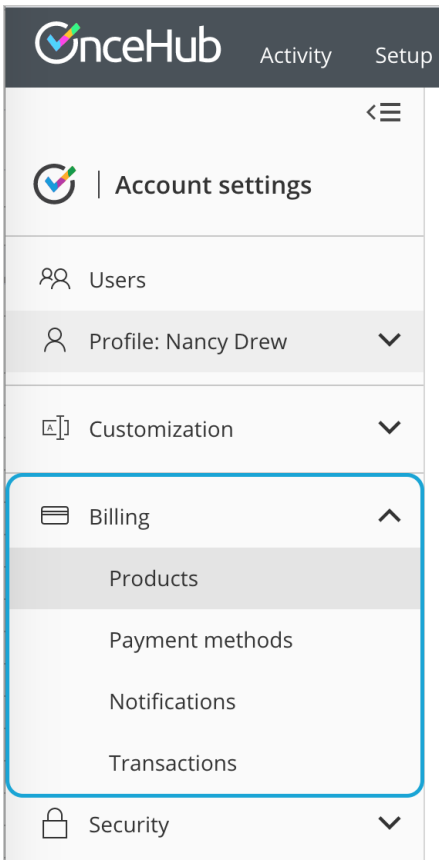 OnceHub Activity Setup
Account settings
Users
Profile: Nancy Drew
A Customization
Billing
Products
Payment methods
Notifications
Transactions
Security